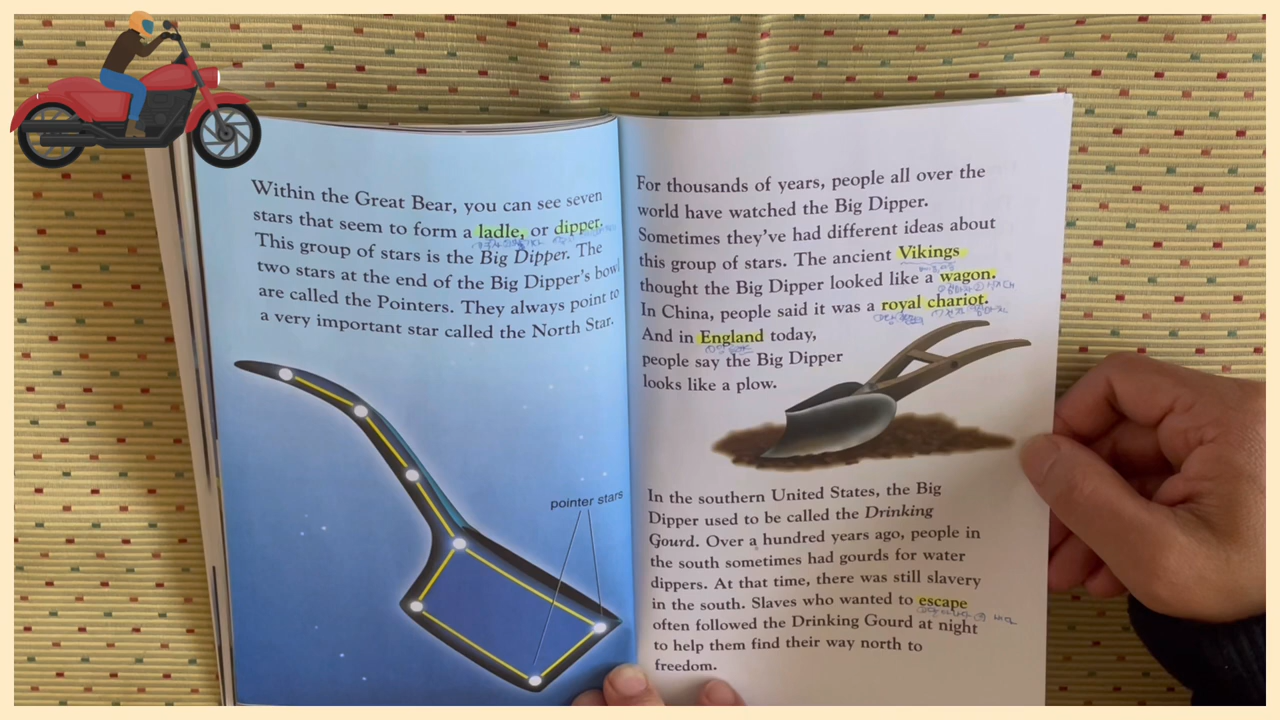 Within the Great Bear, you can see seven
stars that seem to form a ladle, or dipper.
This group of stars is the Big Dipper. The
two stars at the end of the Big Dipper's bowl
are called the Pointers. They always point to
a very important star called the North Star.
pointer stars
For thousands of years, people all over the
world have watched the Big Dipper.
Sometimes they've had different ideas about
this group of stars. The ancient Vikings
thought the Big Dipper looked like a wagon.
In China, people said it was a royal chariot.
And in England today,
people say the Big Dipper
looks like a plow.
In the southern United States, the Big
Dipper used to be called the Drinking
Gourd. Over a hundred years ago, people in
the south sometimes had gourds for water
dippers. At that time, there was still slavery
in the south. Slaves who wanted to escape
often followed the Drinking Gourd at night
to help them find their way north to
freedom.